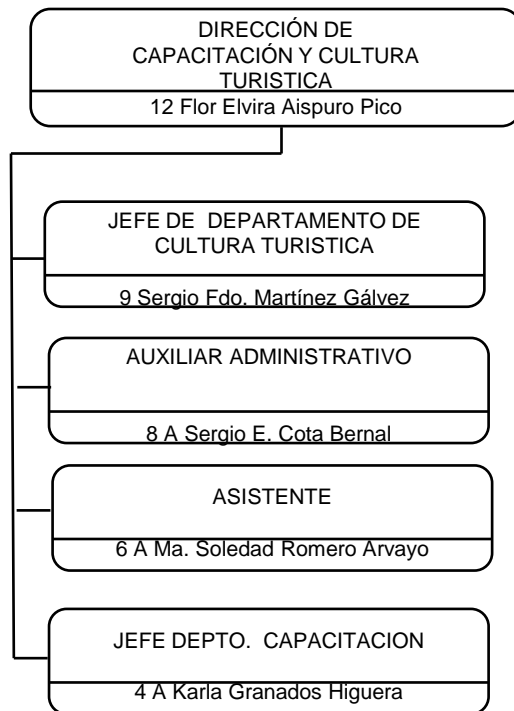 DIRECCIÓN DE
CAPACITACIÓN Y CULTURA
TURISTICA
12 Flor Elvira Aispuro Pico
JEFE DE DEPARTAMENTO DE
CULTURA TURISTICA
9 Sergio Fdo. Martínez Gálvez
AUXILIAR ADMINISTRATIVO
8 A Sergio E. Cota Bernal
ASISTENTE
6 A Ma. Soledad Romero Arvayo
JEFE DEPTO. CAPACITACION
4 A Karla Granados Higuera